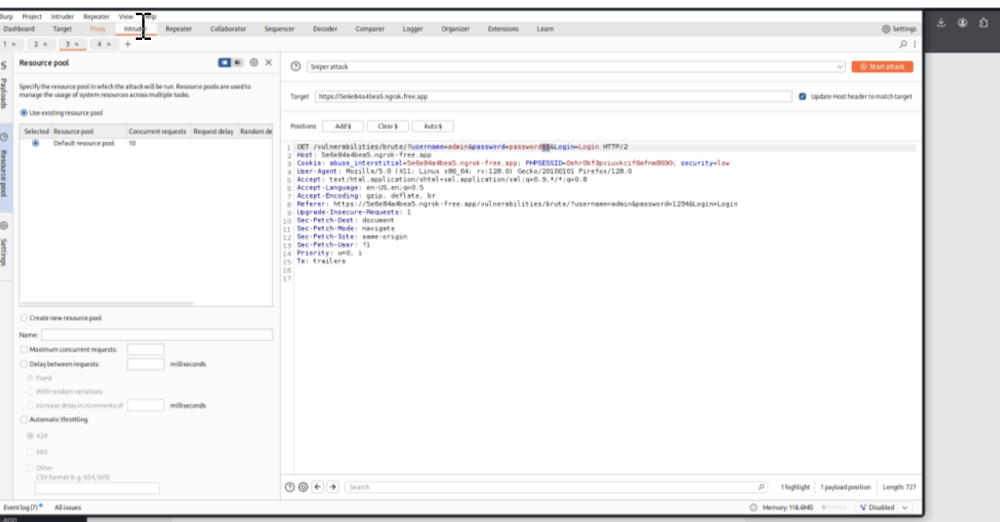 Burp Project Intruder Repeater View Help
Dashboard Target Proxy Intruder Repeater Collaborator Sequencer Decoder Comparer Logger Organizer Extensions Learn Settings
1 × 2 × 3 × 4 × +
Payloads
Resource pool
Settings
Resource pool
Specify the resource pool in which the attack will be run. Resource pools are used to
manage the usage of system resources across multiple tasks.
Use existing resource pool
Selected Resource pool Concurrent requests Request delay Random de
Default resource pool 10
Create new resource pool
Name:
Maximum concurrent requests:
Delay between requests: milliseconds
Fixed
With random variations
Increase delay in increments of milliseconds
Automatic throttling
429
503
Other
CSV format (e.g. 504,505)
Sniper attack
Start attack
Target https://5e6e84a4bea5.ngrok-free.app Update Host header to match target
Positions Add § Clear § Auto §
1 GET /vulnerabilities/brute/?username=admin&password=password§§&Login=Login HTTP/2
2 Host: 5e6e84a4bea5.ngrok-free.app
3 Cookie: abuse_interstitial=5e6e84a4bea5.ngrok-free.app; PHPSESSID=0ehr0bf3pviuvkcif6mfnm8690; security=low
4 User-Agent: Mozilla/5.0 (X11; Linux x86_64; rv:128.0) Gecko/20100101 Firefox/128.0
5 Accept: text/html,application/xhtml+xml,application/xml;q=0.9,*/*;q=0.8
6 Accept-Language: en-US,en;q=0.5
7 Accept-Encoding: gzip, deflate, br
8 Referer: https://5e6e84a4bea5.ngrok-free.app/vulnerabilities/brute/?username=admin&password=1234&Login=Login
9 Upgrade-Insecure-Requests: 1
10 Sec-Fetch-Dest: document
11 Sec-Fetch-Mode: navigate
12 Sec-Fetch-Site: same-origin
13 Sec-Fetch-User: ?1
14 Priority: u=0, i
15 Te: trailers
16
17
Search 1 highlight 1 payload position Length: 727
Event log (7) All issues Memory: 118.6MB Disabled
.app